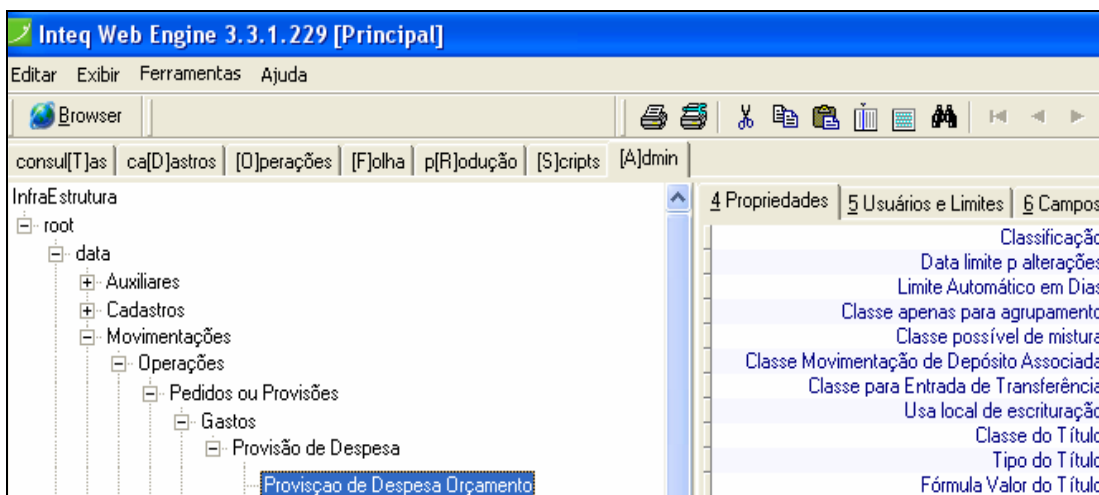 Inteq Web Engine 3.3.1.229 [Principal]
Editar Exibir Ferramentas Ajuda
Browser
consul[T]as ca[D]astros [O]perações [F]olha p[R]odução [S]cripts [A]dmin
InfraEstrutura
root
data
Auxiliares
Cadastros
Movimentações
Operações
Pedidos ou Provisões
Gastos
Provisão de Despesa
Provisçao de Despesa Orçamento
4 Propriedades 5 Usuários e Limites 6 Campos
Classificação
Data limite p alterações
Limite Automático em Dias
Classe apenas para agrupamento
Classe possível de mistura
Classe Movimentação de Depósito Associada
Classe para Entrada de Transferência
Usa local de escrituração
Classe do Título
Tipo do Título
Fórmula Valor do Título